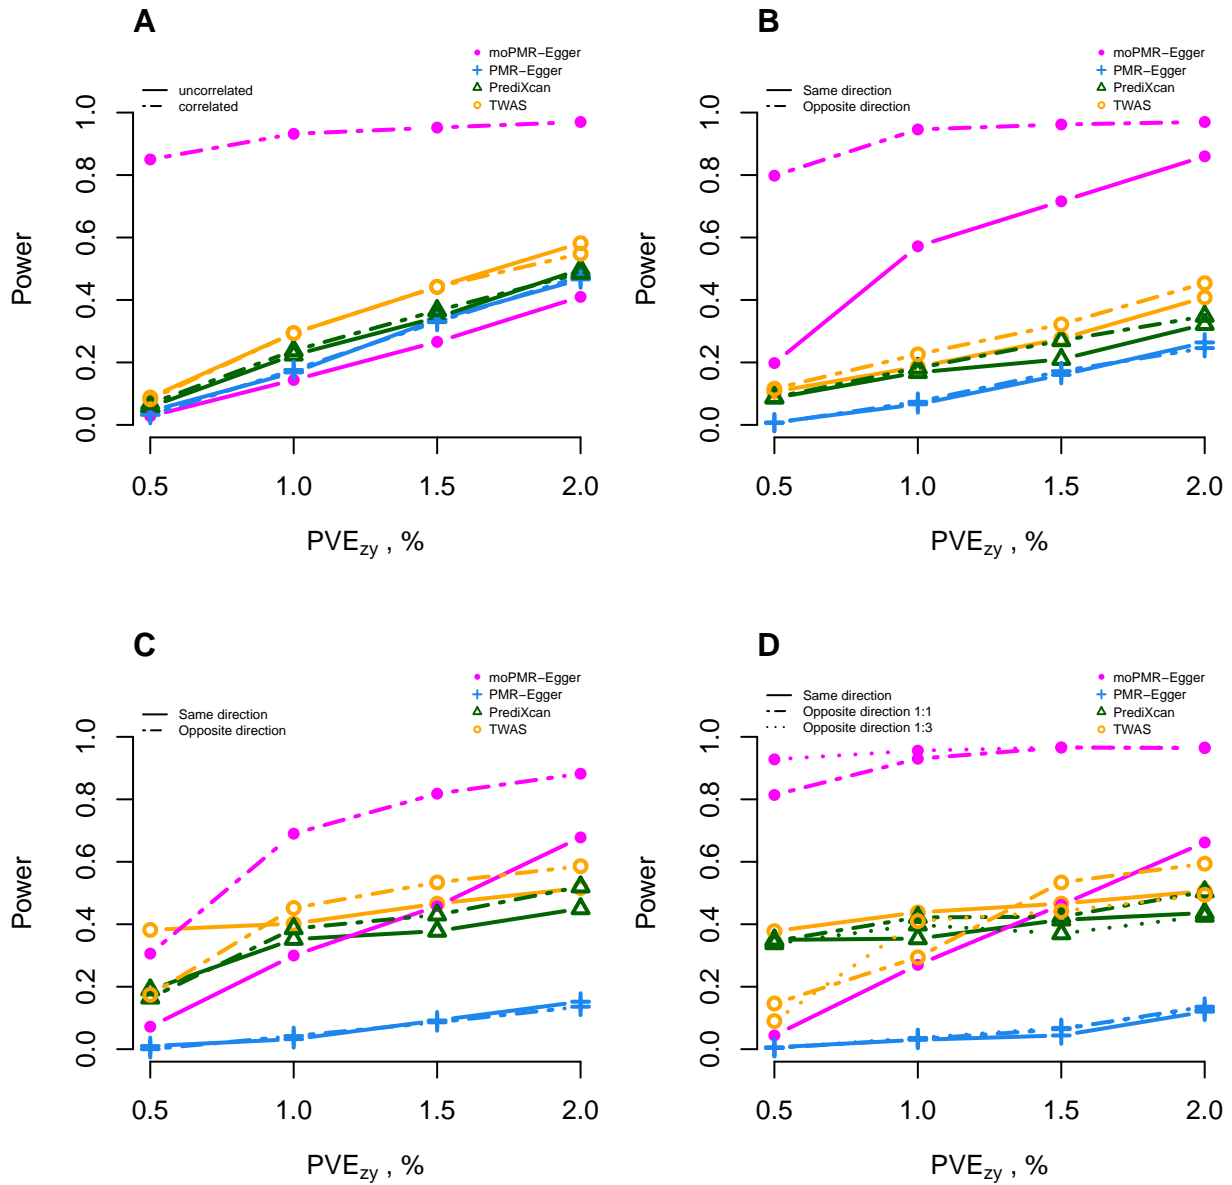 A
moPMR−Egger
PMR−Egger
PrediXcan
TWAS
uncorrelated
correlated
1.0
0.8
0.6
0.4
0.2
0.0
Power
0.5 1.0 1.5 2.0
PVEzy , %
B
moPMR−Egger
PMR−Egger
PrediXcan
TWAS
Same direction
Opposite direction
1.0
0.8
0.6
0.4
0.2
0.0
Power
0.5 1.0 1.5 2.0
PVEzy , %
C
moPMR−Egger
PMR−Egger
PrediXcan
TWAS
Same direction
Opposite direction
1.0
0.8
0.6
0.4
0.2
0.0
Power
0.5 1.0 1.5 2.0
PVEzy , %
D
moPMR−Egger
PMR−Egger
PrediXcan
TWAS
Same direction
Opposite direction 1:1
Opposite direction 1:3
1.0
0.8
0.6
0.4
0.2
0.0
Power
0.5 1.0 1.5 2.0
PVEzy , %